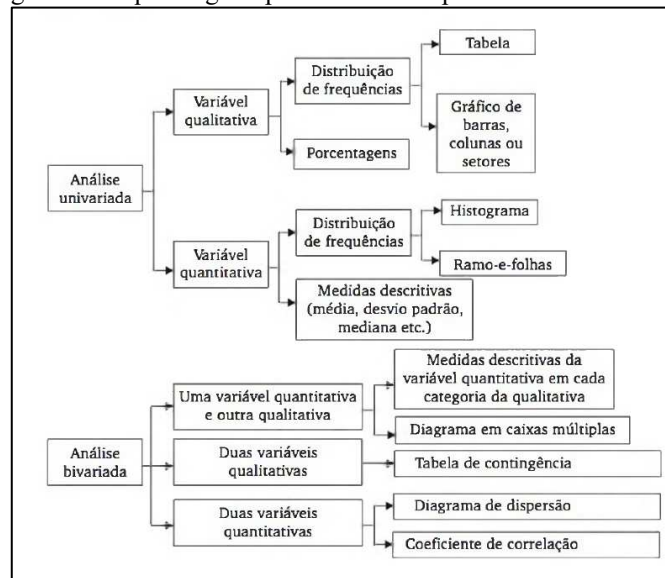 Tabela
Distribuição
de frequências
Variável
qualitativa
Gráfico de
barras,
colunas ou
setores
Porcentagens
Análise
univariada
Histograma
Distribuição
de frequências
Variável
quantitativa
Ramo-e-folhas
Medidas descritivas
(média, desvio padrão,
mediana etc.)
Medidas descritivas da
variável quantitativa em cada
categoria da qualitativa
Uma variável quantitativa
e outra qualitativa
Diagrama em caixas múltiplas
Análise
bivariada
Duas variáveis
qualitativas
Tabela de contingência
Diagrama de dispersão
Duas variáveis
quantitativas
Coeficiente de correlação